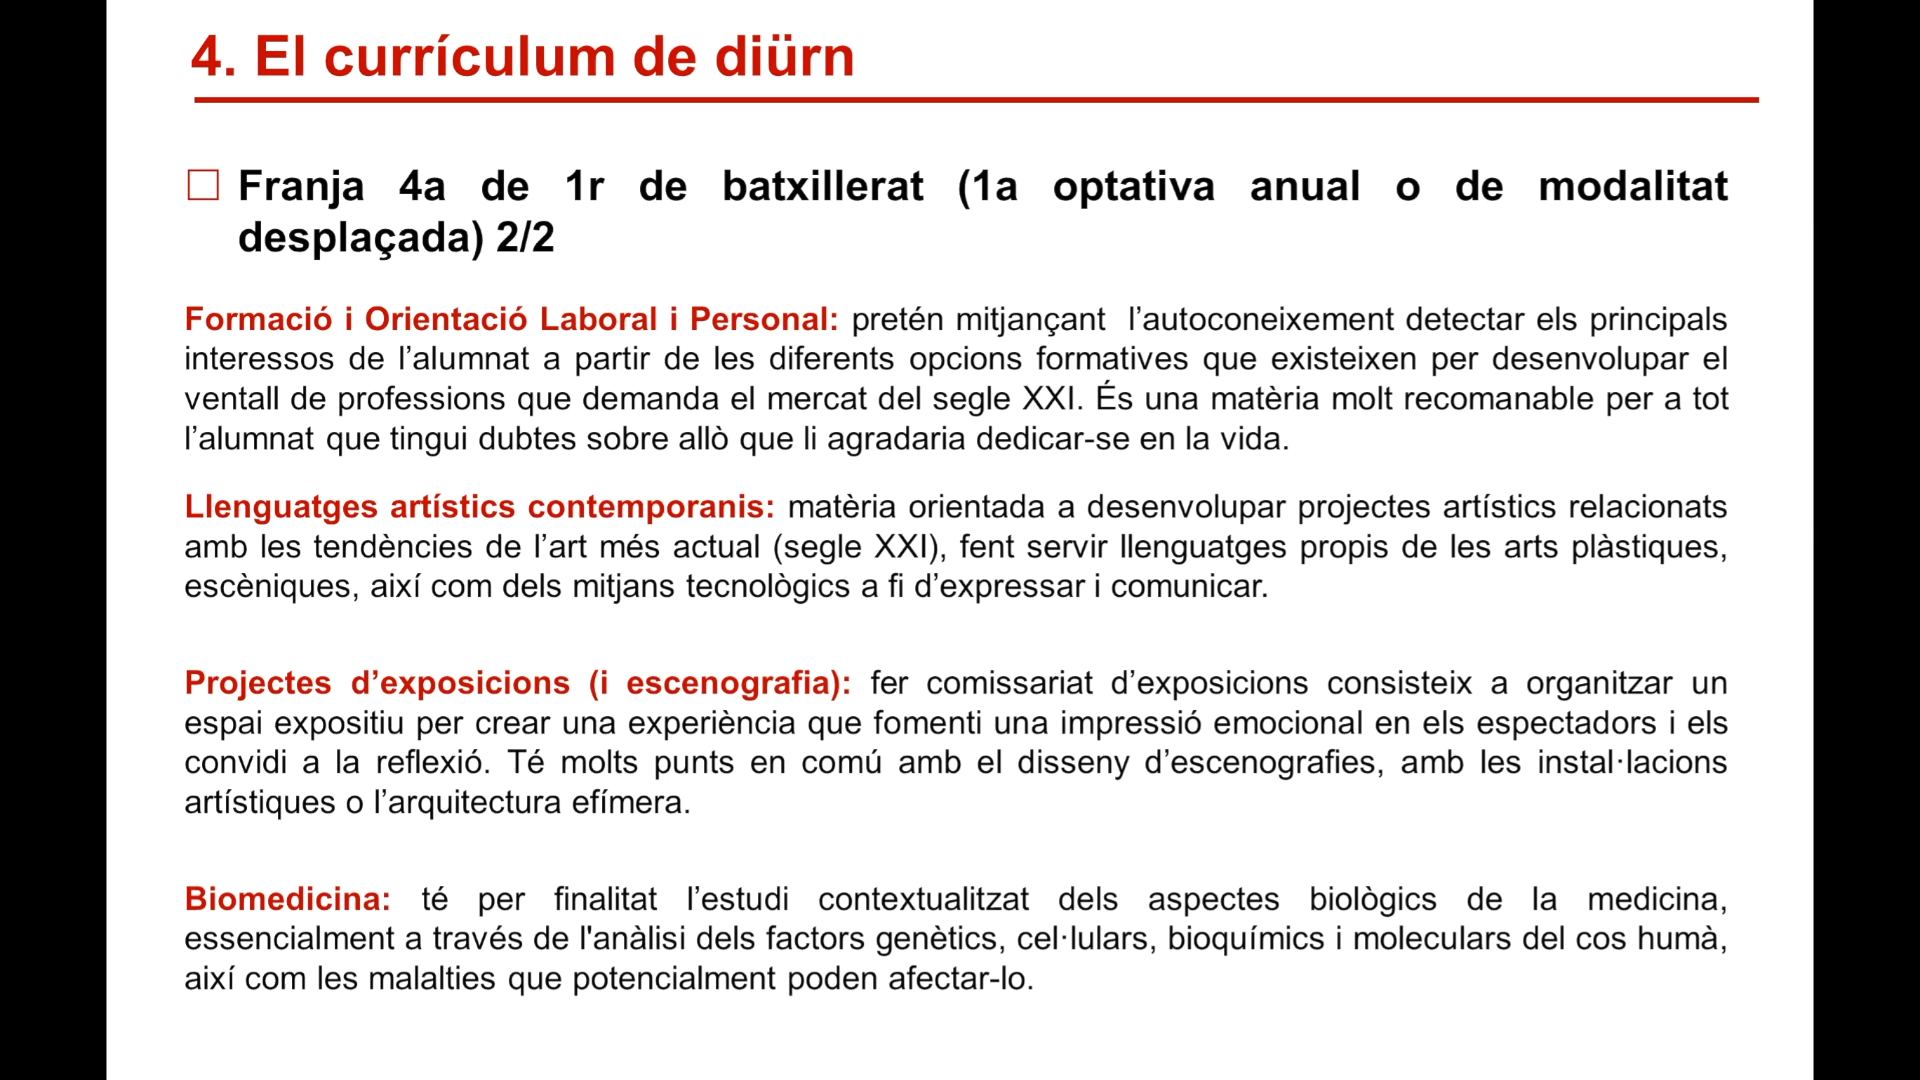 4. El currículum de diürn
Franja 4a de 1r de batxillerat (1a optativa anual o de modalitat
desplaçada) 2/2
Formació i Orientació Laboral i Personal: pretén mitjançant l’autoconeixement detectar els principals
interessos de l’alumnat a partir de les diferents opcions formatives que existeixen per desenvolupar el
ventall de professions que demanda el mercat del segle XXI. És una matèria molt recomanable per a tot
l’alumnat que tingui dubtes sobre allò que li agradaria dedicar-se en la vida.
Llenguatges artístics contemporanis: matèria orientada a desenvolupar projectes artístics relacionats
amb les tendències de l’art més actual (segle XXI), fent servir llenguatges propis de les arts plàstiques,
escèniques, així com dels mitjans tecnològics a fi d’expressar i comunicar.
Projectes d’exposicions (i escenografia): fer comissariat d’exposicions consisteix a organitzar un
espai expositiu per crear una experiència que fomenti una impressió emocional en els espectadors i els
convidi a la reflexió. Té molts punts en comú amb el disseny d’escenografies, amb les instal·lacions
artístiques o l’arquitectura efímera.
Biomedicina: té per finalitat l’estudi contextualitzat dels aspectes biològics de la medicina,
essencialment a través de l'anàlisi dels factors genètics, cel·lulars, bioquímics i moleculars del cos humà,
així com les malalties que potencialment poden afectar-lo.